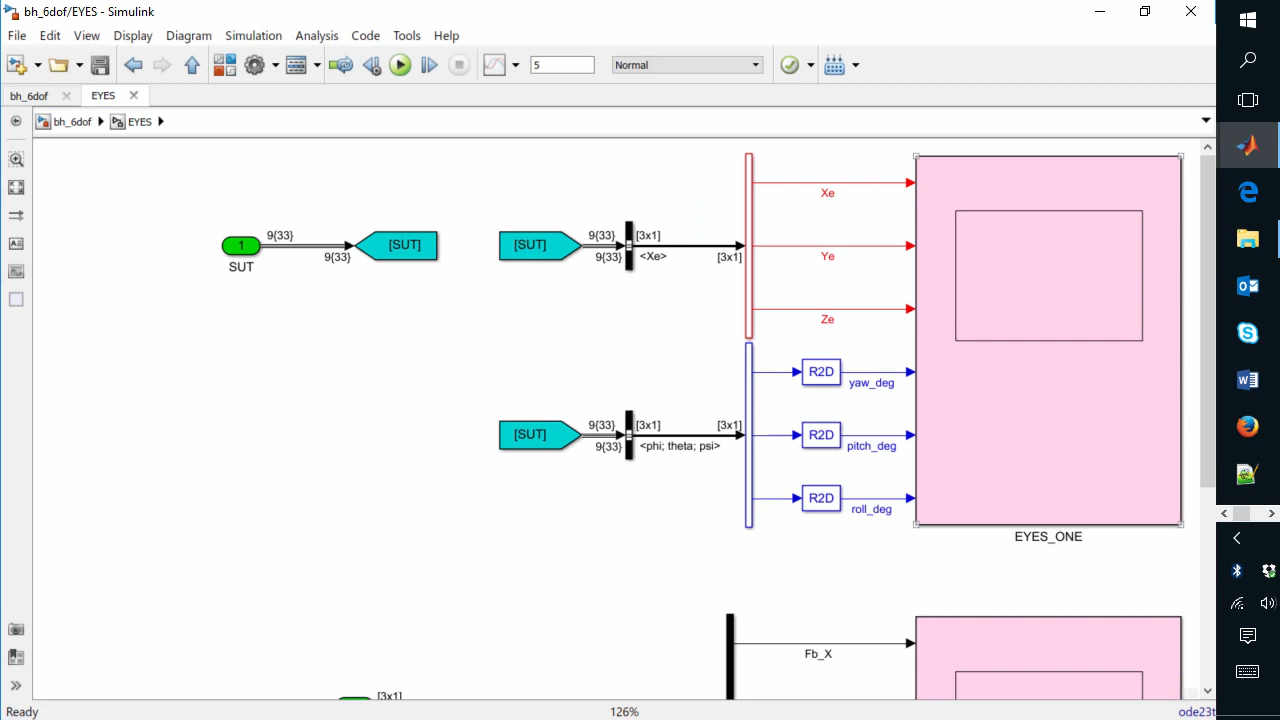 bh_6dof/EYES - Simulink
File Edit View Display Diagram Simulation Analysis Code Tools Help
5 Normal
bh_6dof EYES
bh_6dof EYES
1
SUT
9{33}
9{33}
[SUT]
[SUT]
9{33}
9{33}
[3x1]
<Xe>
[3x1]
Xe
Ye
Ze
[SUT]
9{33}
9{33}
[3x1]
<phi; theta; psi>
[3x1]
R2D
yaw_deg
R2D
pitch_deg
R2D
roll_deg
EYES_ONE
Fb_X
[3x1]
Ready 126% ode23t